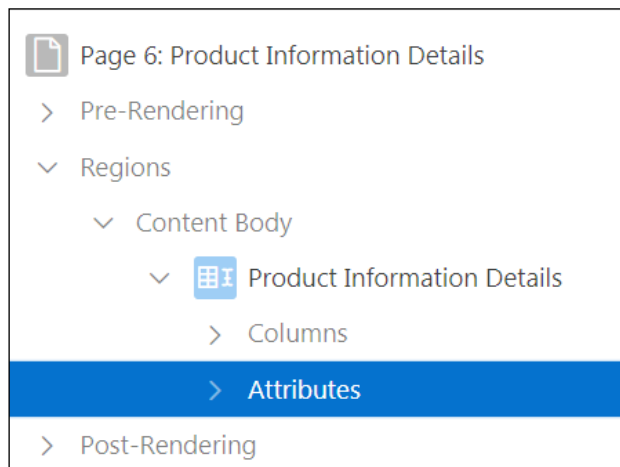 Page 6: Product Information Details
Pre-Rendering
Regions
Content Body
Product Information Details
Columns
Attributes
Post-Rendering